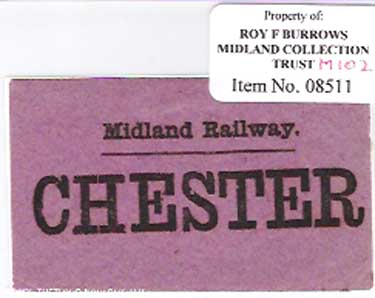 Property of:
ROY F BURROWS
MIDLAND COLLECTION
TRUST M102
Item No. 08511
Midland Railway.
CHESTER